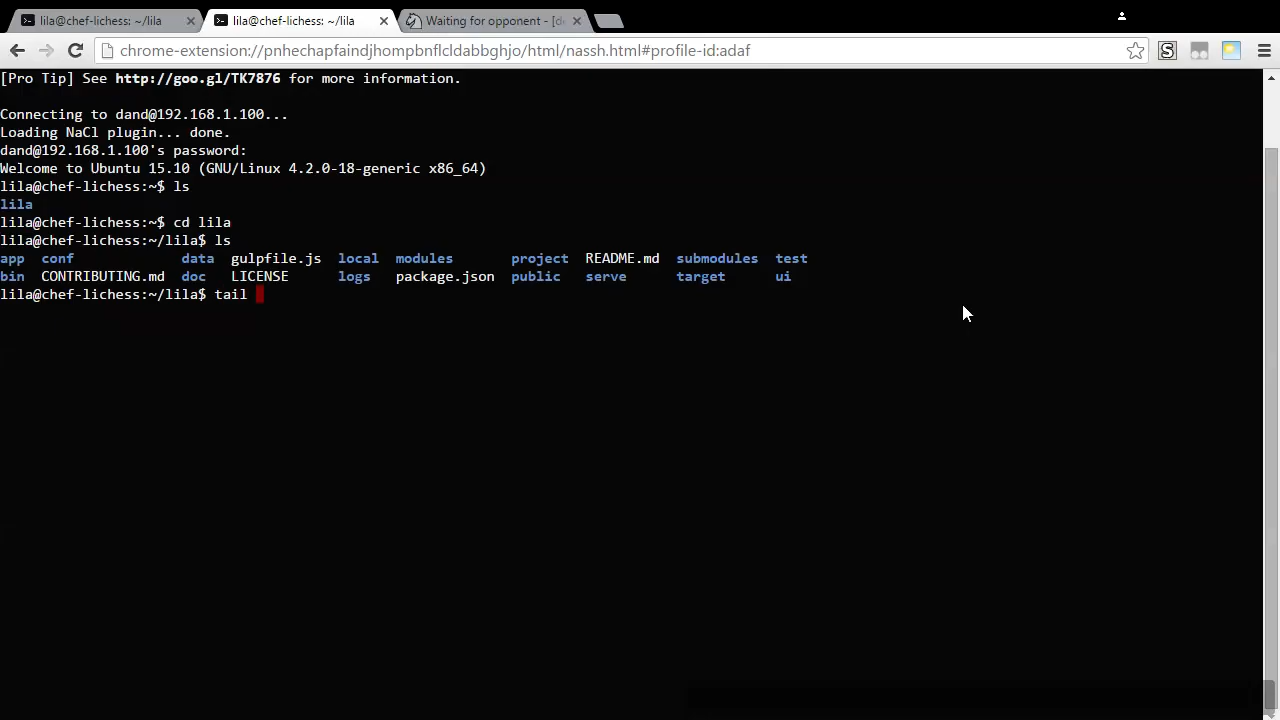 lila@chef-lichess: ~/lila
lila@chef-lichess: ~/lila
Waiting for opponent - [d
chrome-extension://pnhechapfaindjhompbnflcldabbghjo/html/nassh.html#profile-id:adaf
[Pro Tip] See http://goo.gl/TK7876 for more information.
Connecting to dand@192.168.1.100...
Loading NaCl plugin... done.
dand@192.168.1.100's password:
Welcome to Ubuntu 15.10 (GNU/Linux 4.2.0-18-generic x86_64)
lila@chef-lichess:~$ ls
lila
lila@chef-lichess:~$ cd lila
lila@chef-lichess:~/lila$ ls
app conf data gulpfile.js local modules project README.md submodules test
bin CONTRIBUTING.md doc LICENSE logs package.json public serve target ui
lila@chef-lichess:~/lila$ tail